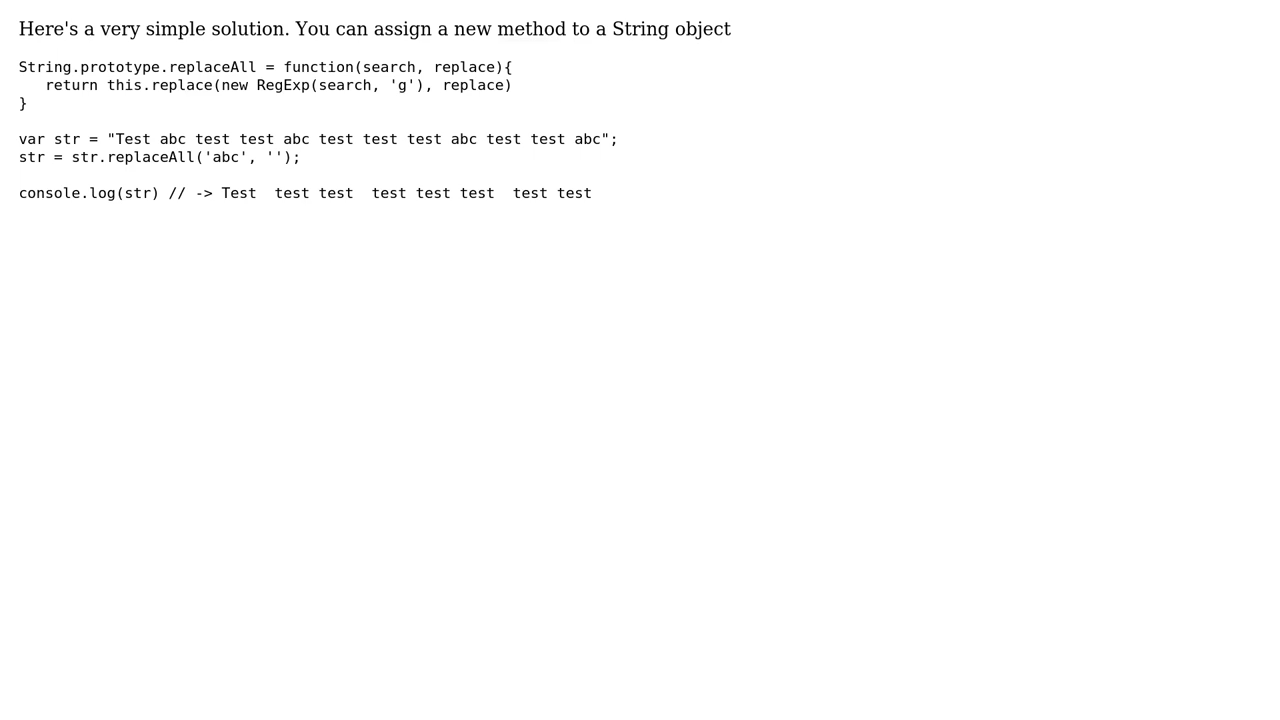 Here's a very simple solution. You can assign a new method to a String object
String.prototype.replaceAll = function(search, replace){
   return this.replace(new RegExp(search, 'g'), replace)
}
var str = "Test abc test test abc test test test abc test test abc";
str = str.replaceAll('abc', '');
console.log(str) // -> Test  test test  test test test  test test